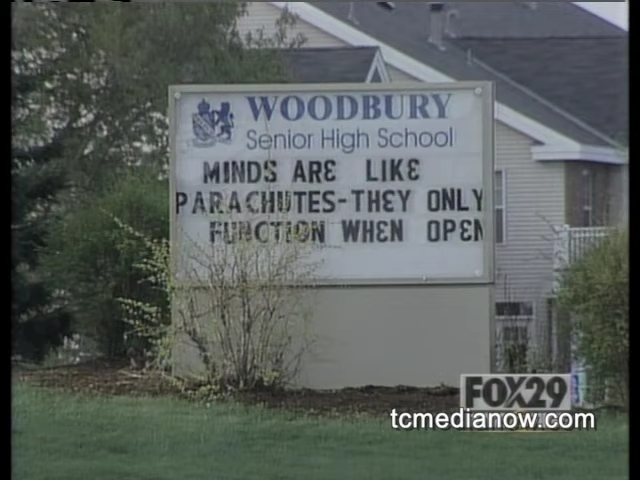 WOODBURY
Senior High School
MINDS ARE LIKE
PARACHUTES-THEY ONLY
FUNCTION WHEN OPEN
FOX29
tcmedianow.com